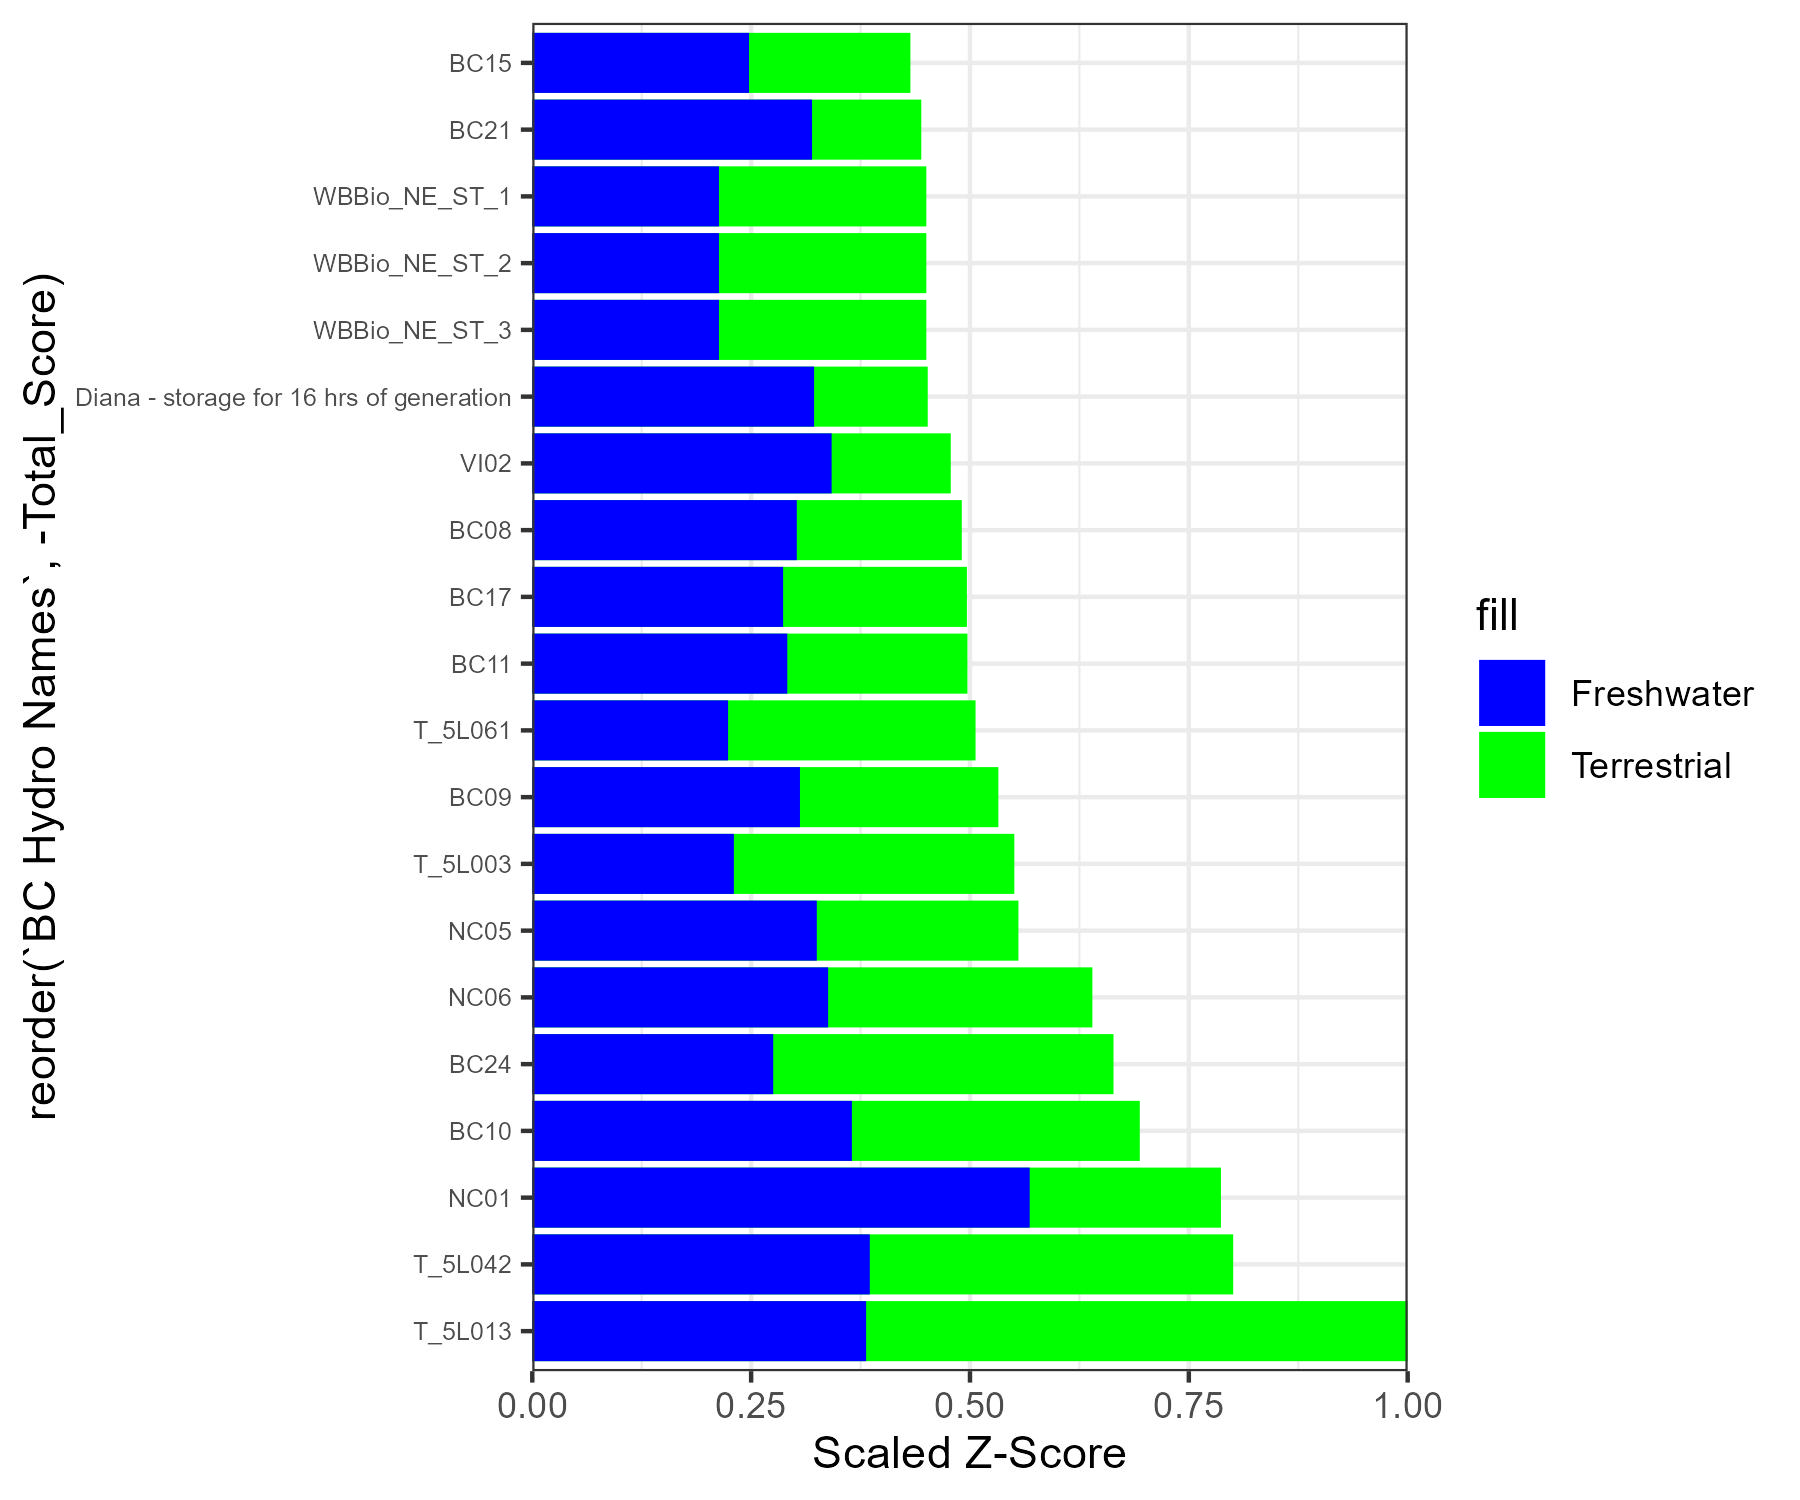 reorder(`BC Hydro Names`, -Total_Score)
BC15
BC21
WBBio_NE_ST_1
WBBio_NE_ST_2
WBBio_NE_ST_3
Diana - storage for 16 hrs of generation
VI02
BC08
BC17
BC11
T_5L061
BC09
T_5L003
NC05
NC06
BC24
BC10
NC01
T_5L042
T_5L013
0.00 0.25 0.50 0.75 1.00
Scaled Z-Score
fill
Freshwater
Terrestrial